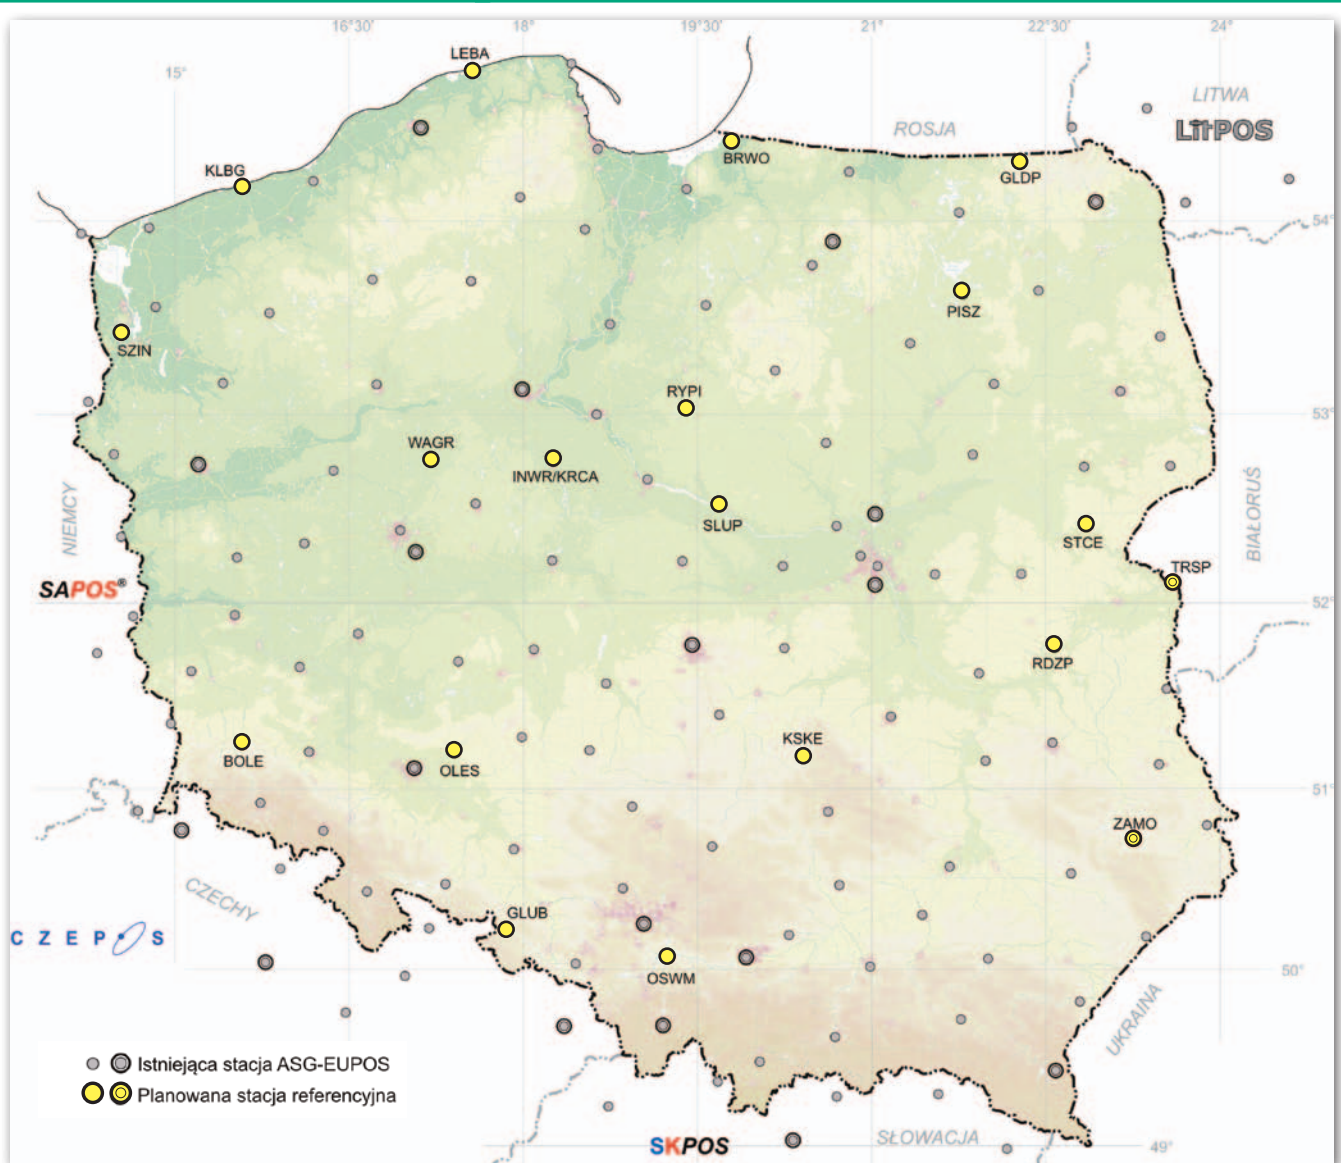 16°30' 18° 19°30' 21° 22°30' 24°
LEBA
15°
LITWA
LitPOS
ROSJA
BRWO
KLBG
GLDP
54°
PISZ
SZIN
RYPI
53°
WAGR
INWR/KRCA
SLUP
NIEMCY
BIAŁORUŚ
STCE
TRSP
SAPOS®
52°
RDZP
KSKE
BOLE
OLES
51°
ZAMO
CZECHY
GLUB
CZEPOS
OSWM
50°
UKRAINA
Istniejąca stacja ASG-EUPOS
Planowana stacja referencyjna
SKPOS
SŁOWACJA
49°